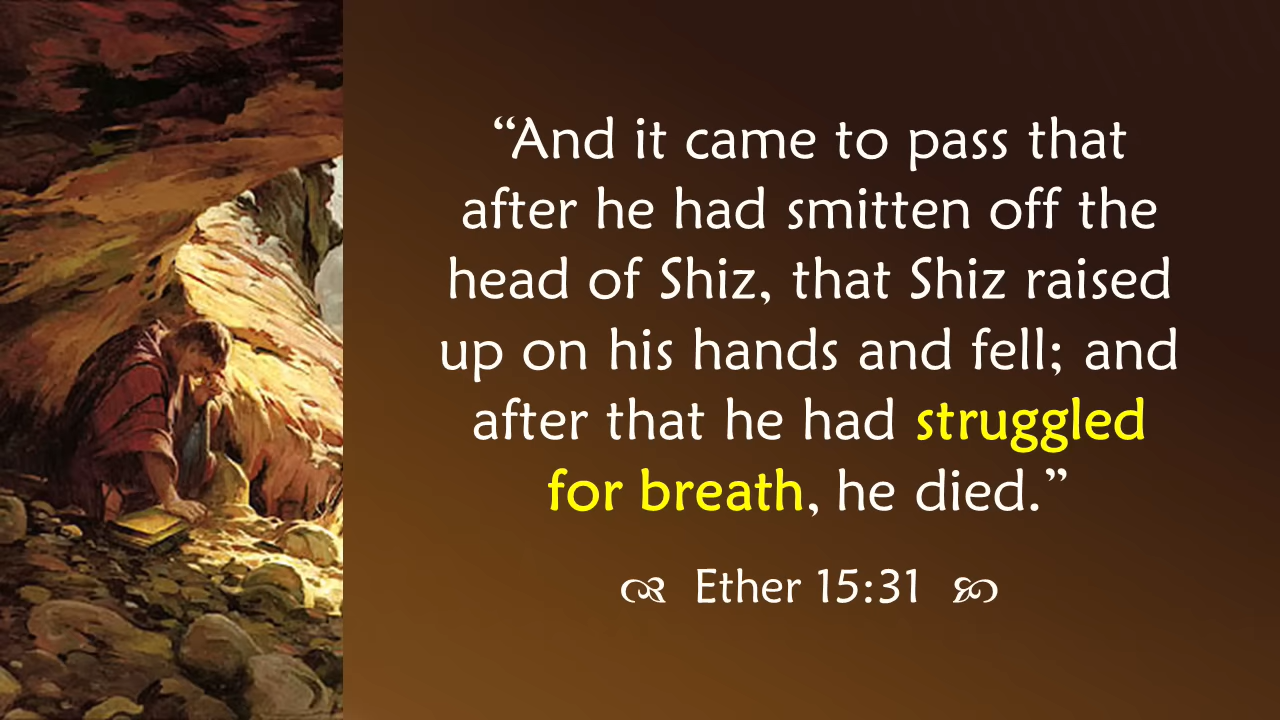 “And it came to pass that
after he had smitten off the
head of Shiz, that Shiz raised
up on his hands and fell; and
after that he had struggled
for breath, he died.”
Ether 15:31